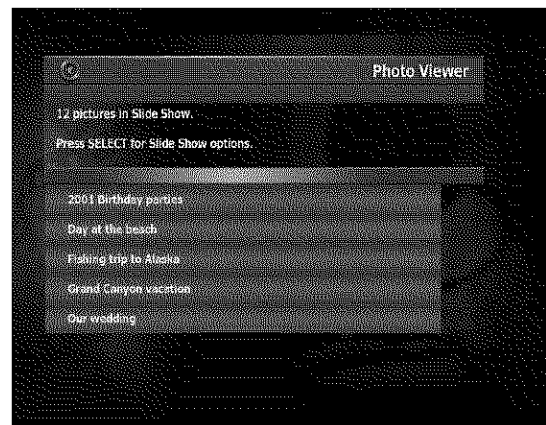 Photo Viewer
12 pictures in Slide Show.
Press SELECT for Slide Show options.
2001 Birthday parties
Day at the beach
Fishing trip to Alaska
Grand Canyon vacation
Our wedding